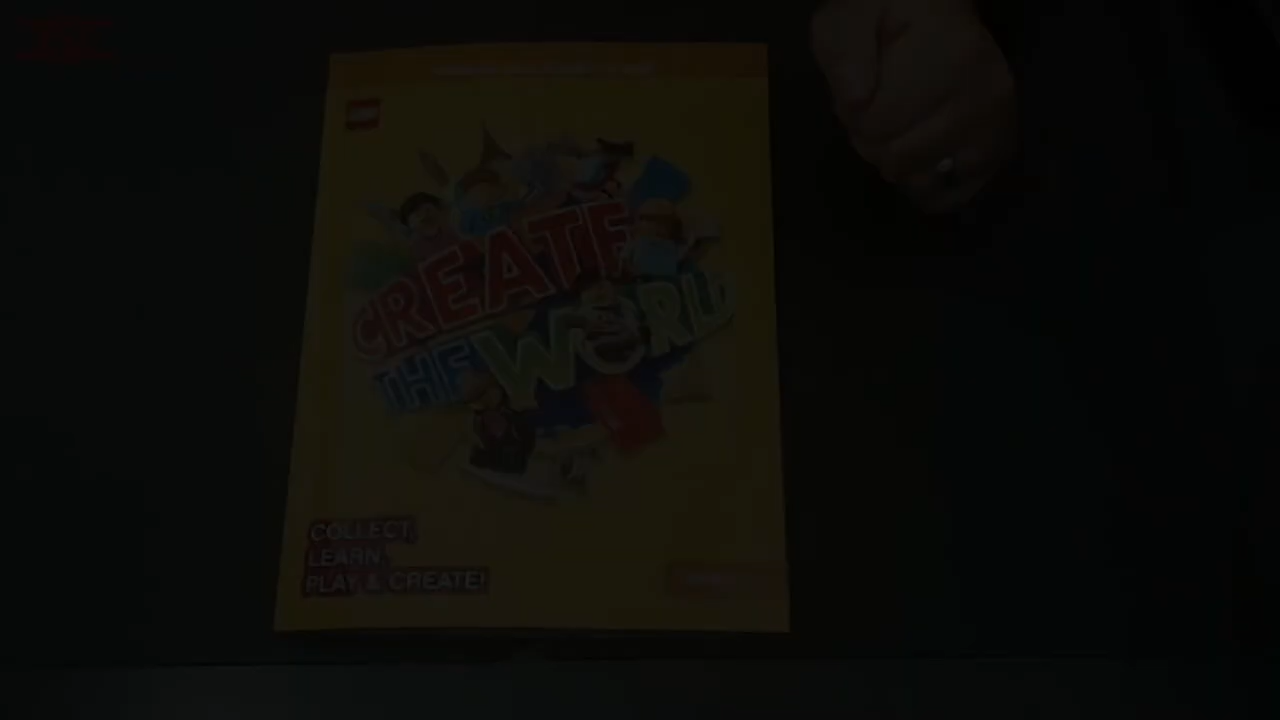 LEGO
CREATE
THE WORLD
COLLECT,
LEARN,
PLAY & CREATE!